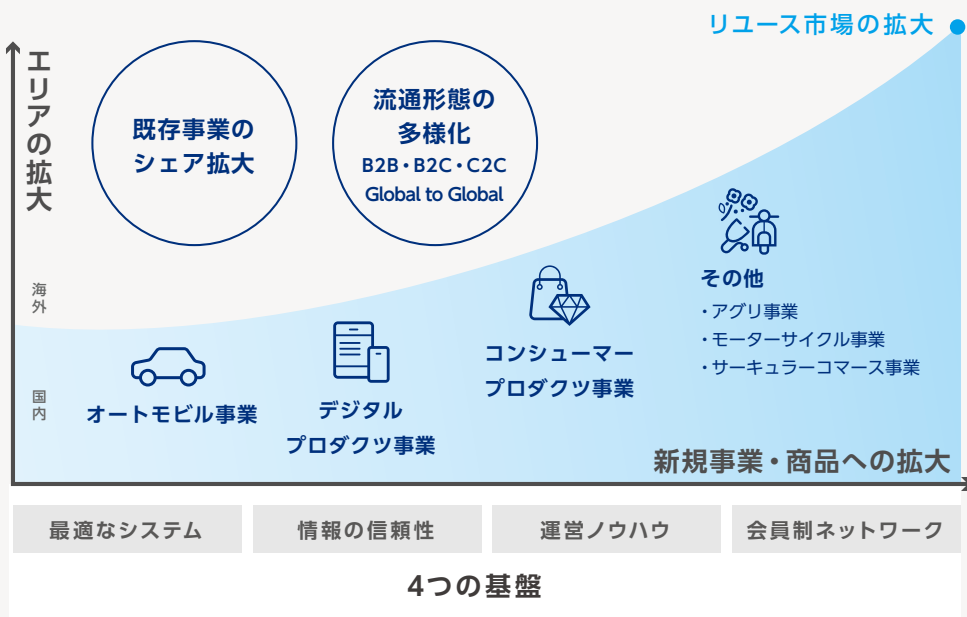 リユース市場の拡大
エリアの拡大
既存事業の
シェア拡大
流通形態の
多様化
B2B・B2C・C2C
Global to Global
海外
国内
オートモビル事業
デジタル
プロダクツ事業
コンシューマー
プロダクツ事業
その他
・アグリ事業
・モーターサイクル事業
・サーキュラーコマース事業
新規事業・商品への拡大
最適なシステム
情報の信頼性
運営ノウハウ
会員制ネットワーク
4つの基盤